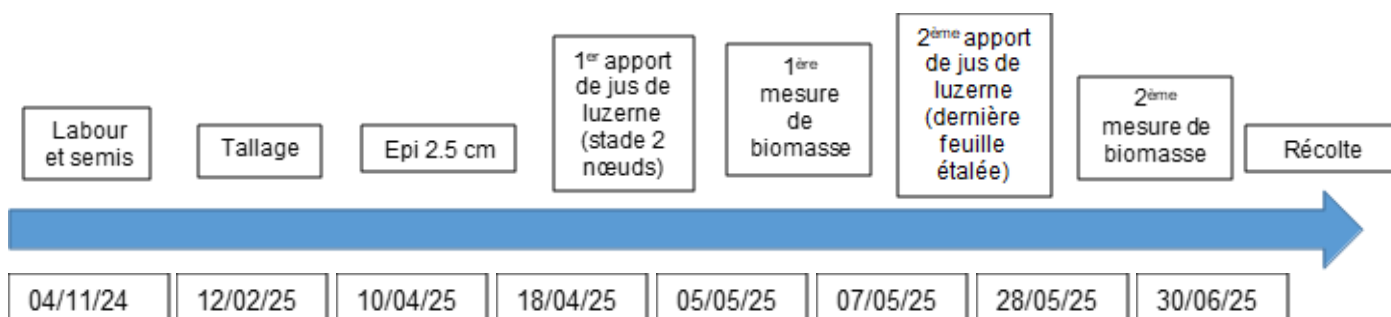 Labour
et semis
Tallage
Epi 2.5 cm
1er apport
de jus de
luzerne
(stade 2
nœuds)
1ère
mesure
de
biomasse
2ème apport
de jus de
luzerne
(dernière
feuille
étalée)
2ème
mesure de
biomasse
Récolte
04/11/24
12/02/25
10/04/25
18/04/25
05/05/25
07/05/25
28/05/25
30/06/25